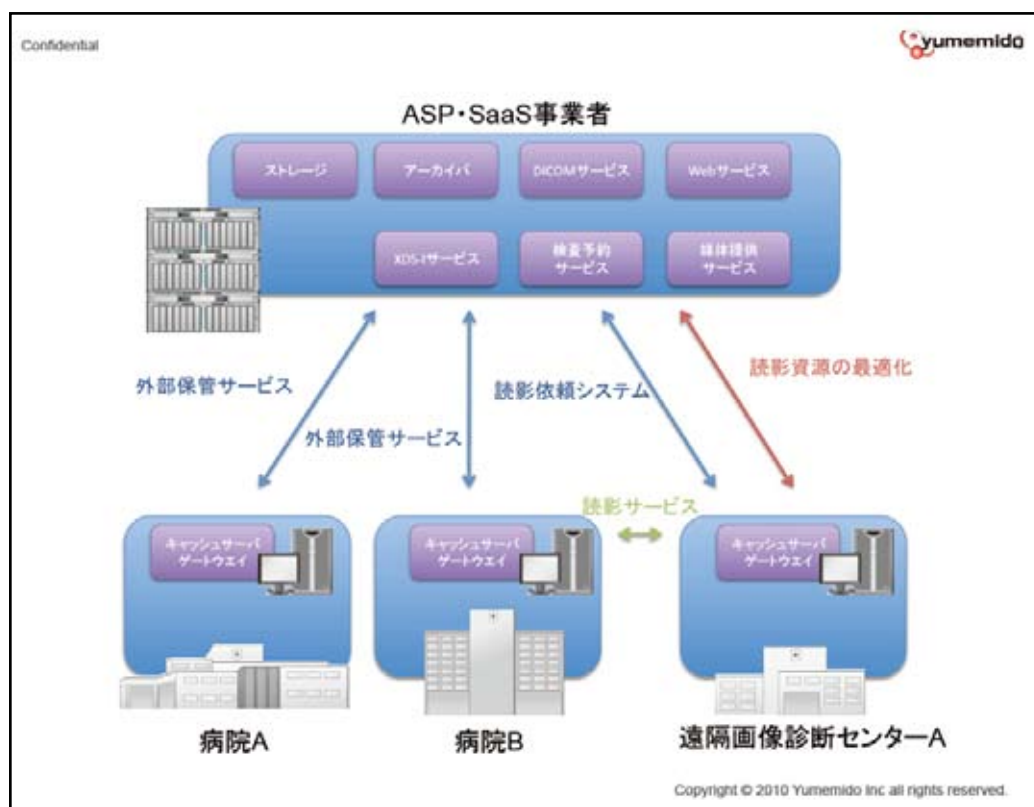 Confidential
yumemido
ASP・SaaS事業者
ストレージ
アーカイバ
DICOMサービス
Webサービス
XDS-Iサービス
検査予約
サービス
媒体提供
サービス
外部保管サービス
外部保管サービス
読影依頼システム
読影資源の最適化
読影サービス
キャッシュサーバ
ゲートウエイ
キャッシュサーバ
ゲートウエイ
キャッシュサーバ
ゲートウエイ
病院A
病院B
遠隔画像診断センターA
Copyright © 2010 Yumemido Inc all rights reserved.